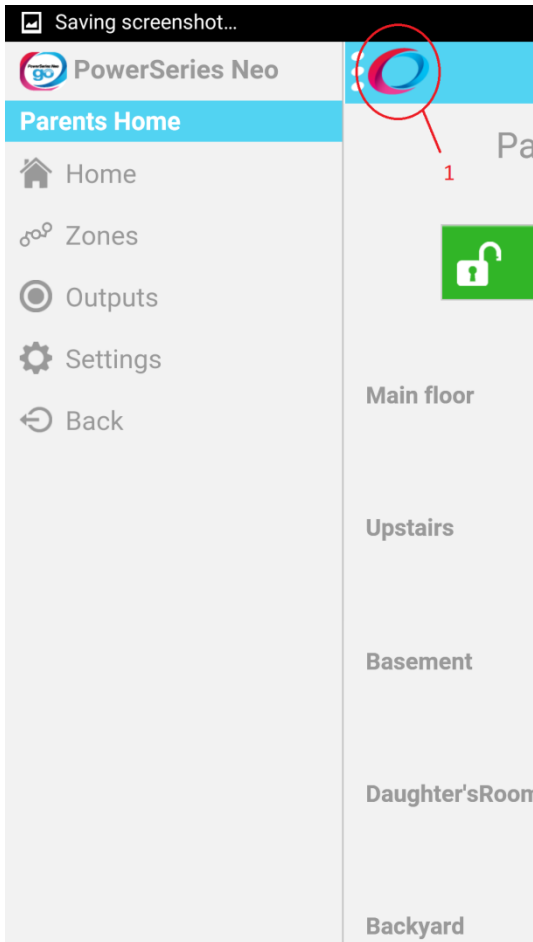 Saving screenshot...
PowerSeries Neo
Parents Home
Home
Zones
Outputs
Settings
Back
Pa
1
Main floor
Upstairs
Basement
Daughter'sRoom
Backyard